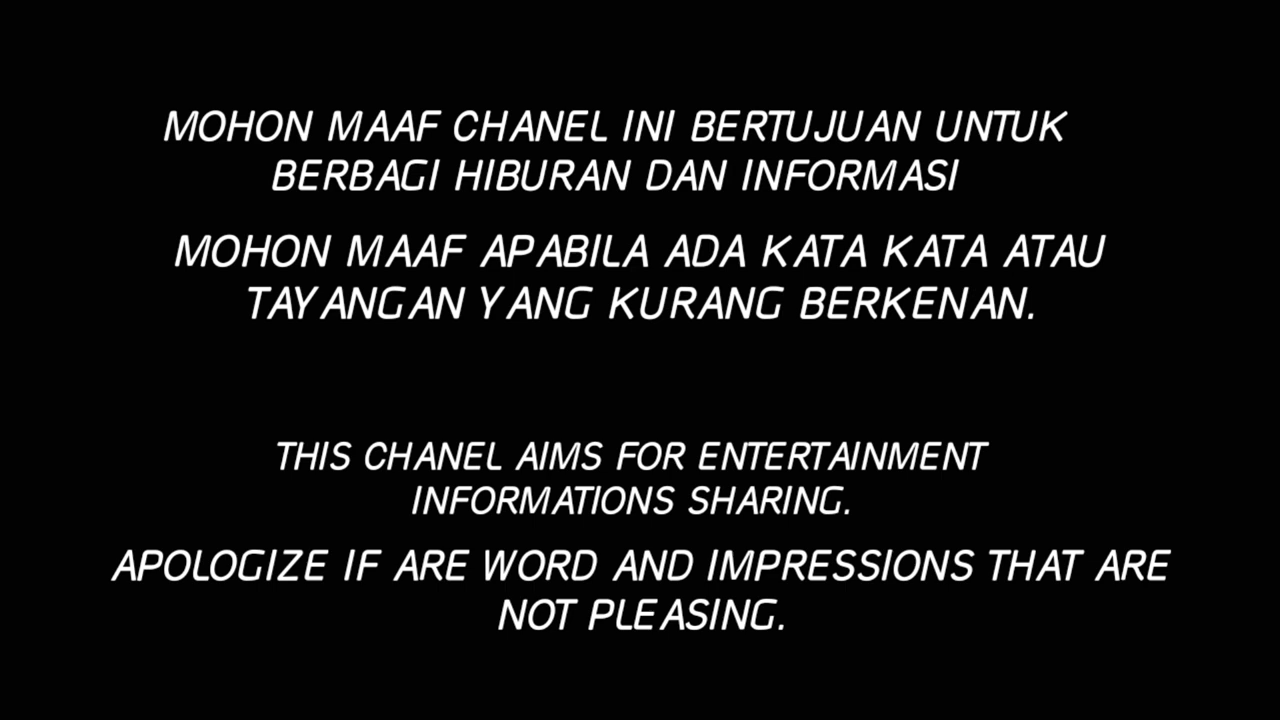 MOHON MAAF CHANEL INI BERTUJUAN UNTUK
BERBAGI HIBURAN DAN INFORMASI
MOHON MAAF APABILA ADA KATA KATA ATAU
TAYANGAN YANG KURANG BERKENAN.
THIS CHANEL AIMS FOR ENTERTAINMENT
INFORMATIONS SHARING.
APOLOGIZE IF ARE WORD AND IMPRESSIONS THAT ARE
NOT PLEASING.